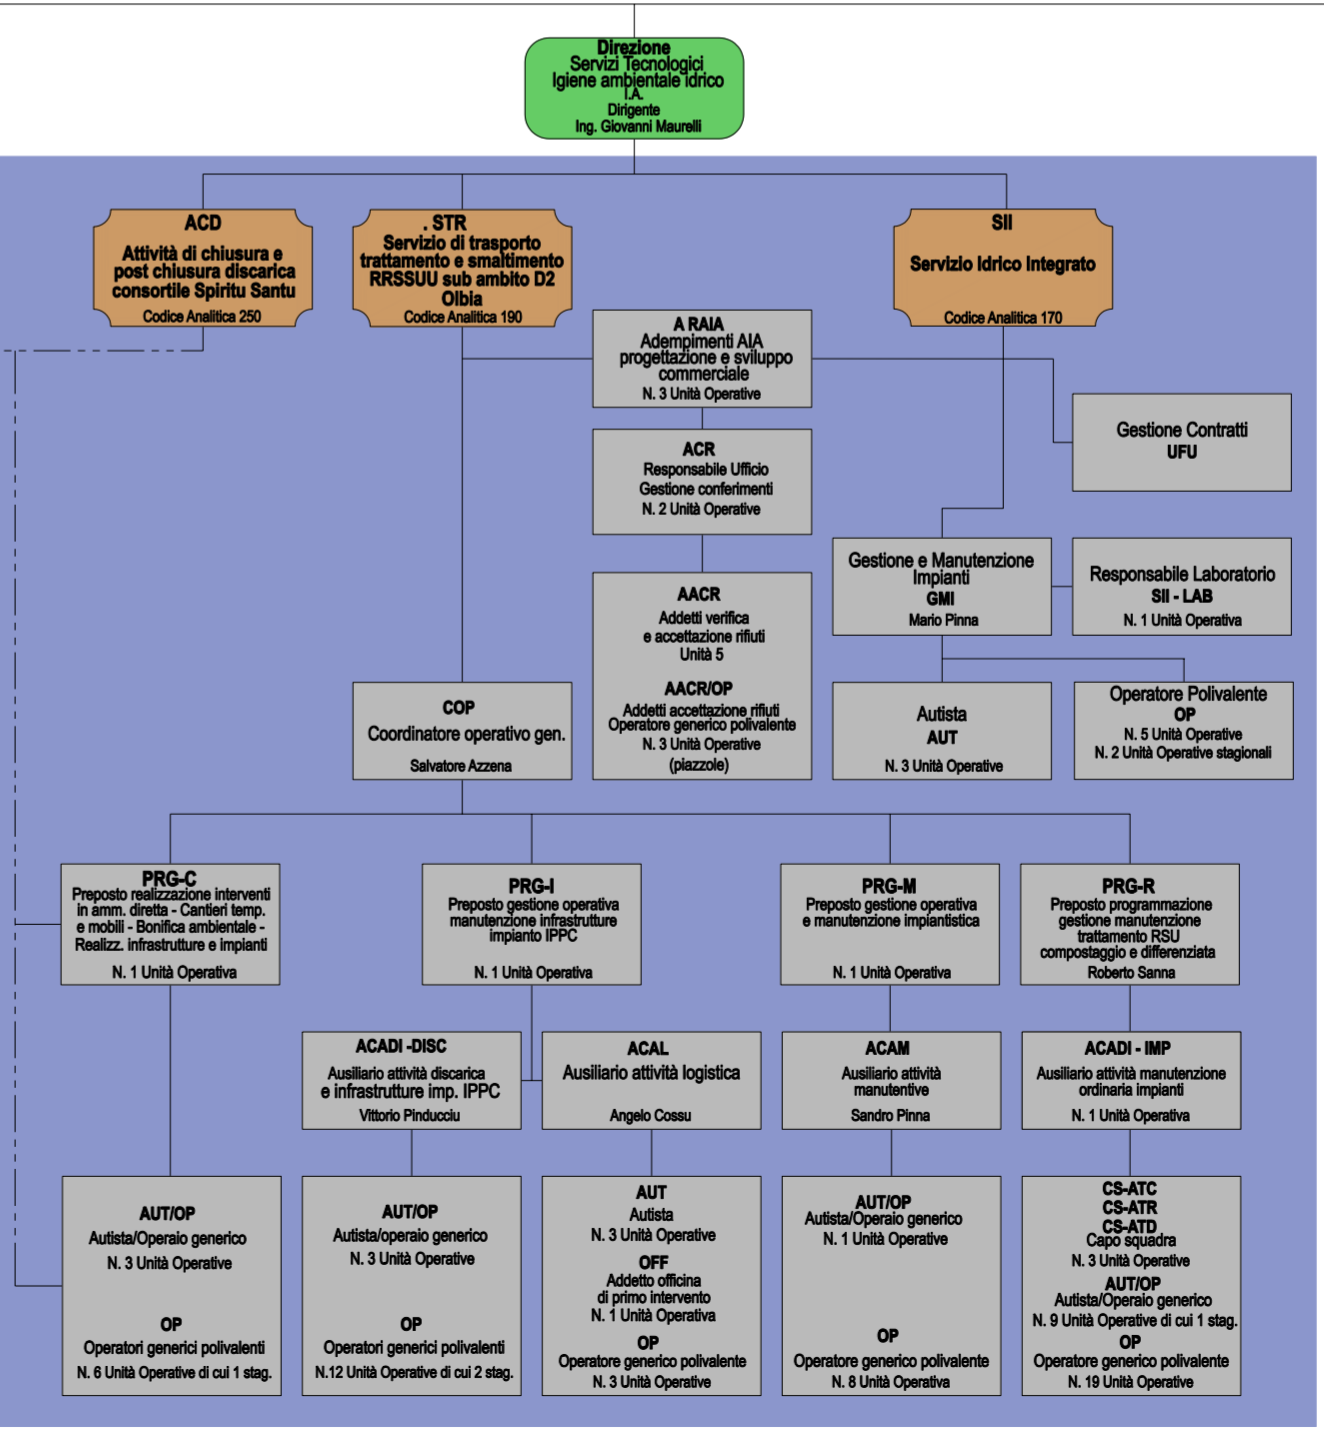 Direzione
Servizi Tecnologici
Igiene ambientale idrico
I.A.
Dirigente
Ing. Giovanni Maurelli
ACD
Attività di chiusura e
post chiusura discarica
consortile Spiritu Santu
Codice Analitica 250
. STR
Servizio di trasporto
trattamento e smaltimento
RRSSUU sub ambito D2
Olbia
Codice Analitica 190
SII
Servizio Idrico Integrato
Codice Analitica 170
A RAIA
Adempimenti AIA
progettazione e sviluppo
commerciale
N. 3 Unità Operative
Gestione Contratti
UFU
ACR
Responsabile Ufficio
Gestione conferimenti
N. 2 Unità Operative
Gestione e Manutenzione
Impianti
GMI
Mario Pinna
Responsabile Laboratorio
SII - LAB
N. 1 Unità Operativa
AACR
Addetti verifica
e accettazione rifiuti
Unità 5
AACR/OP
Addetti accettazione rifiuti
Operatore generico polivalente
N. 3 Unità Operative
(piazzole)
COP
Coordinatore operativo gen.
Salvatore Azzena
Autista
AUT
N. 3 Unità Operative
Operatore Polivalente
OP
N. 5 Unità Operative
N. 2 Unità Operative stagionali
PRG-C
Preposto realizzazione interventi
in amm. diretta - Cantieri temp.
e mobili - Bonifica ambientale -
Realizz. infrastrutture e impianti
N. 1 Unità Operativa
PRG-I
Preposto gestione operativa
manutenzione infrastrutture
impianto IPPC
N. 1 Unità Operativa
PRG-M
Preposto gestione operativa
e manutenzione impiantistica
N. 1 Unità Operativa
PRG-R
Preposto programmazione
gestione manutenzione
trattamento RSU
compostaggio e differenziata
Roberto Sanna
ACADI -DISC
Ausiliario attività discarica
e infrastrutture imp. IPPC
Vittorio Pinducciu
ACAL
Ausiliario attività logistica
Angelo Cossu
ACAM
Ausiliario attività
manutentive
Sandro Pinna
ACADI - IMP
Ausiliario attività manutenzione
ordinaria impianti
N. 1 Unità Operativa
AUT/OP
Autista/Operaio generico
N. 3 Unità Operative
OP
Operatori generici polivalenti
N. 6 Unità Operative di cui 1 stag.
AUT/OP
Autista/operaio generico
N. 3 Unità Operative
OP
Operatori generici polivalenti
N.12 Unità Operative di cui 2 stag.
AUT
Autista
N. 3 Unità Operative
OFF
Addetto officina
di primo intervento
N. 1 Unità Operativa
OP
Operatore generico polivalente
N. 3 Unità Operative
AUT/OP
Autista/Operaio generico
N. 1 Unità Operative
OP
Operatore generico polivalente
N. 8 Unità Operativa
CS-ATC
CS-ATR
CS-ATD
Capo squadra
N. 3 Unità Operative
AUT/OP
Autista/Operaio generico
N. 9 Unità Operative di cui 1 stag.
OP
Operatore generico polivalente
N. 19 Unità Operative